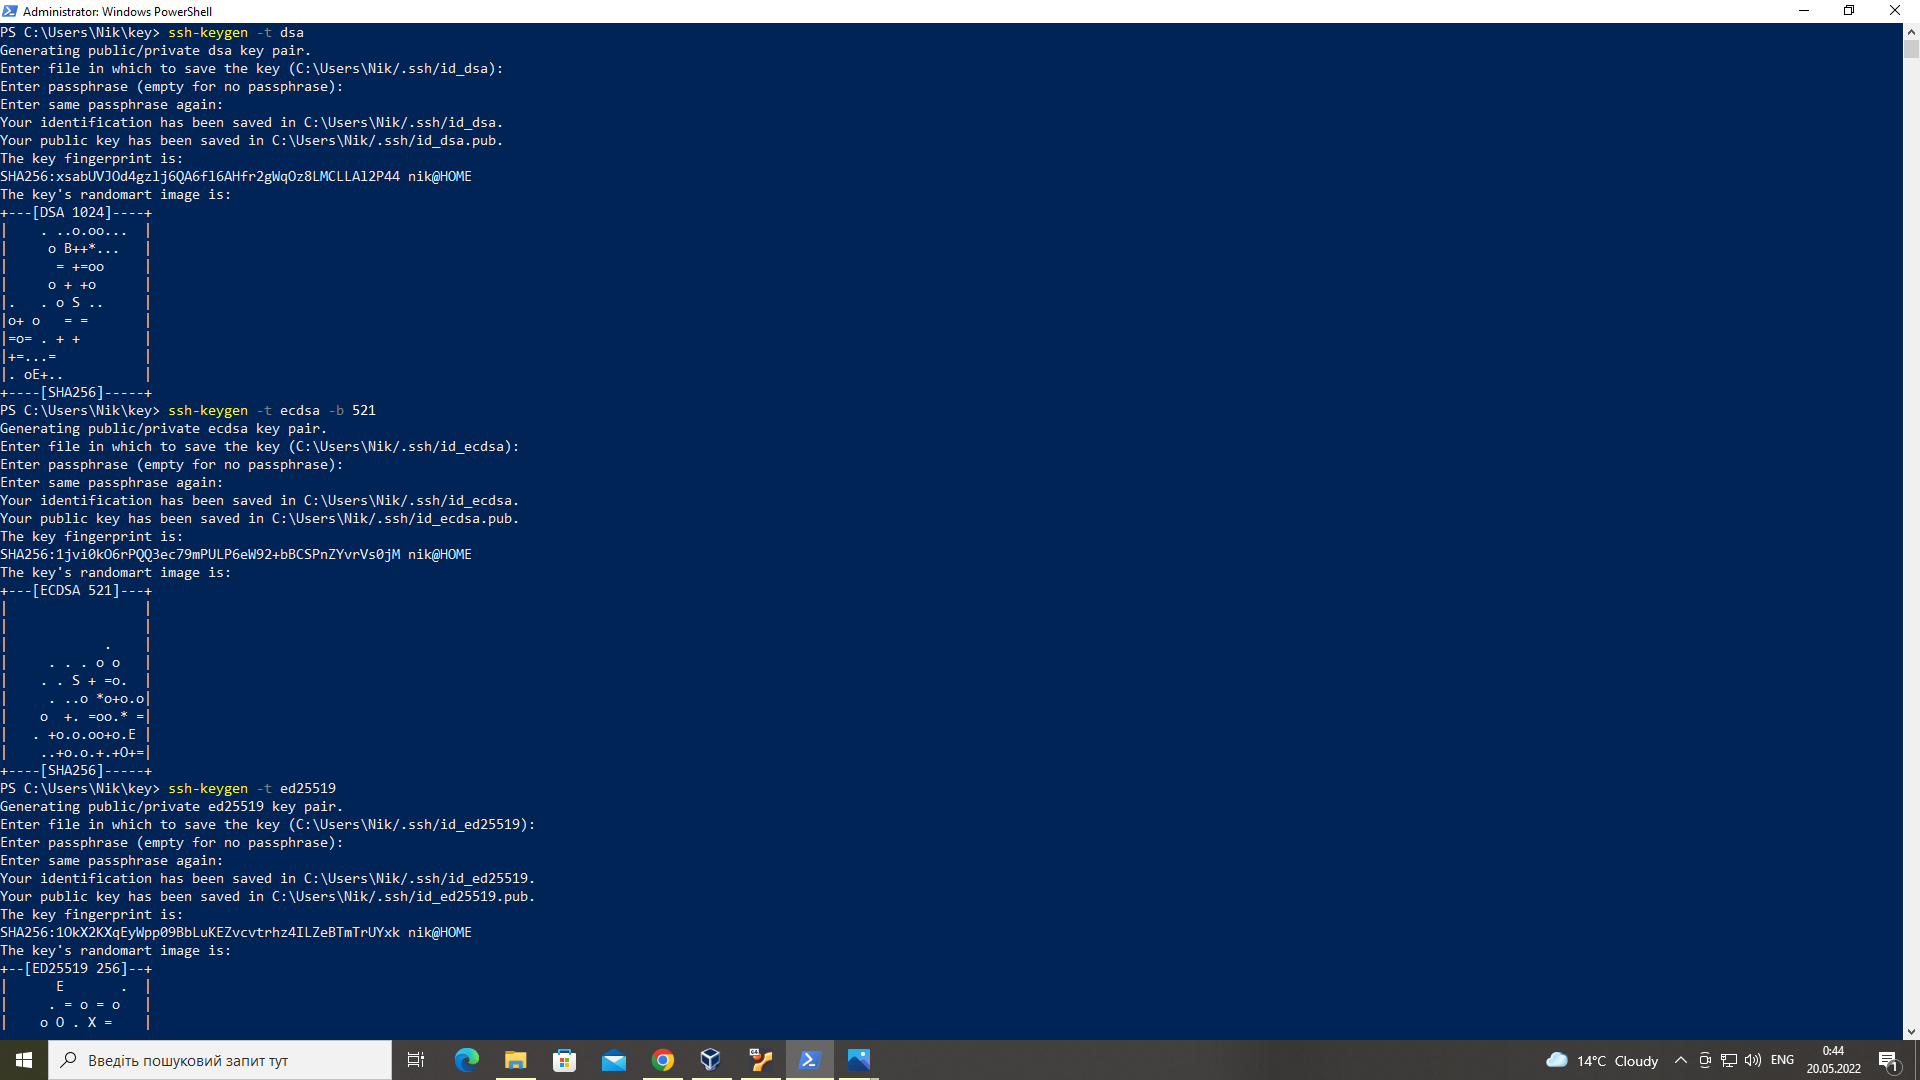 Administrator: Windows PowerShell
PS C:\Users\Nik\key> ssh-keygen -t dsa
Generating public/private dsa key pair.
Enter file in which to save the key (C:\Users\Nik/.ssh/id_dsa):
Enter passphrase (empty for no passphrase):
Enter same passphrase again:
Your identification has been saved in C:\Users\Nik/.ssh/id_dsa.
Your public key has been saved in C:\Users\Nik/.ssh/id_dsa.pub.
The key fingerprint is:
SHA256:xsabUVJOd4gzlj6QA6fl6AHfr2gWqOz8LMCLLAl2P44 nik@HOME
The key's randomart image is:
+---[DSA 1024]----+
|    . ..o.oo...  |
|     o B++*...   |
|      = +=oo     |
|     o + +o      |
|.   . o S ..     |
|o+ o   = =       |
|=o= . + +        |
|+=...=           |
|. oE+..          |
+----[SHA256]-----+
PS C:\Users\Nik\key> ssh-keygen -t ecdsa -b 521
Generating public/private ecdsa key pair.
Enter file in which to save the key (C:\Users\Nik/.ssh/id_ecdsa):
Enter passphrase (empty for no passphrase):
Enter same passphrase again:
Your identification has been saved in C:\Users\Nik/.ssh/id_ecdsa.
Your public key has been saved in C:\Users\Nik/.ssh/id_ecdsa.pub.
The key fingerprint is:
SHA256:1jvi0kO6rPQQ3ec79mPULP6eW92+bBCSPnZYvrVs0jM nik@HOME
The key's randomart image is:
+---[ECDSA 521]---+
|                 |
|                 |
|            .    |
|     . . . o o   |
|    . . S + =o.  |
|     . ..o *o+o.o|
|    o  +. =oo.* =|
|   . +o.o.oo+o.E |
|    ..+o.o.+.+O+=|
+----[SHA256]-----+
PS C:\Users\Nik\key> ssh-keygen -t ed25519
Generating public/private ed25519 key pair.
Enter file in which to save the key (C:\Users\Nik/.ssh/id_ed25519):
Enter passphrase (empty for no passphrase):
Enter same passphrase again:
Your identification has been saved in C:\Users\Nik/.ssh/id_ed25519.
Your public key has been saved in C:\Users\Nik/.ssh/id_ed25519.pub.
The key fingerprint is:
SHA256:1OkX2KXqEyWpp09BbLuKEZvcvtrhz4ILZeBTmTrUYxk nik@HOME
The key's randomart image is:
+--[ED25519 256]--+
|      E       .  |
|     . = o = o   |
|    o O . X =    |
Введіть пошуковий запит тут
14°C Cloudy
ENG
0:44
20.05.2022
1